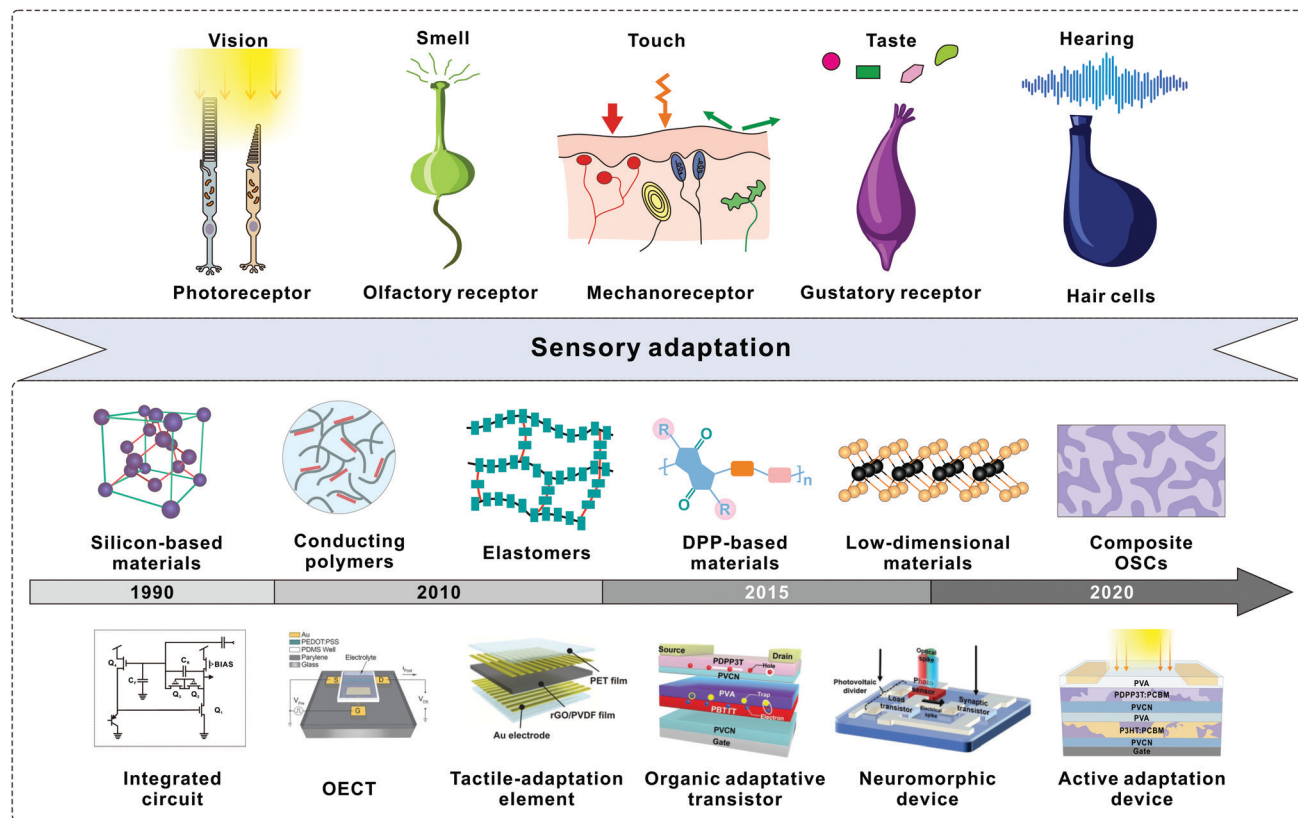 Vision
Smell
Touch
Taste
Hearing
Photoreceptor
Olfactory receptor
Mechanoreceptor
Gustatory receptor
Hair cells
Sensory adaptation
R
O
O
R
n
Silicon-based
materials
Conducting
polymers
Elastomers
DPP-based
materials
Low-dimensional
materials
Composite
OSCs
1990
2010
2015
2020
BIAS
Au
PEDOT:PSS
PDMS Well
Parylene
Glass
Electrolyte
S
D
G
PET film
rGO/PVDF film
Au electrode
Source
Drain
PDPP3T
Hole
PVCN
PVA
Trap
PBTTT
Electron
PVCN
Gate
Optical
spike
Photovoltaic
divider
Photo
sensor
Load
transistor
Electrical
spike
Synaptic
transistor
PVA
PDPP3T:PCBM
PVCN
PVA
P3HT:PCBM
PVCN
Gate
Integrated
circuit
OECT
Tactile-adaptation
element
Organic adaptative
transistor
Neuromorphic
device
Active adaptation
device